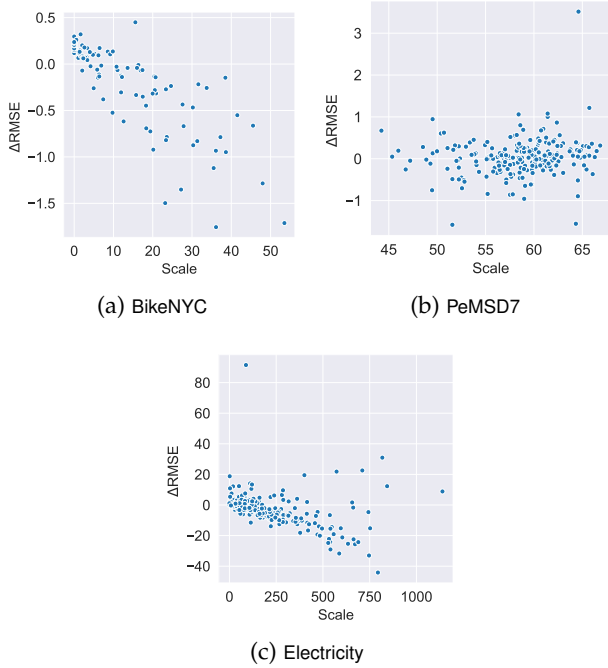 0.5
0.0
−0.5
−1.0
−1.5
ΔRMSE
0 10 20 30 40 50
Scale
(a) BikeNYC
3
2
1
0
−1
ΔRMSE
45 50 55 60 65
Scale
(b) PeMSD7
80
60
40
20
0
−20
−40
ΔRMSE
0 250 500 750 1000
Scale
(c) Electricity